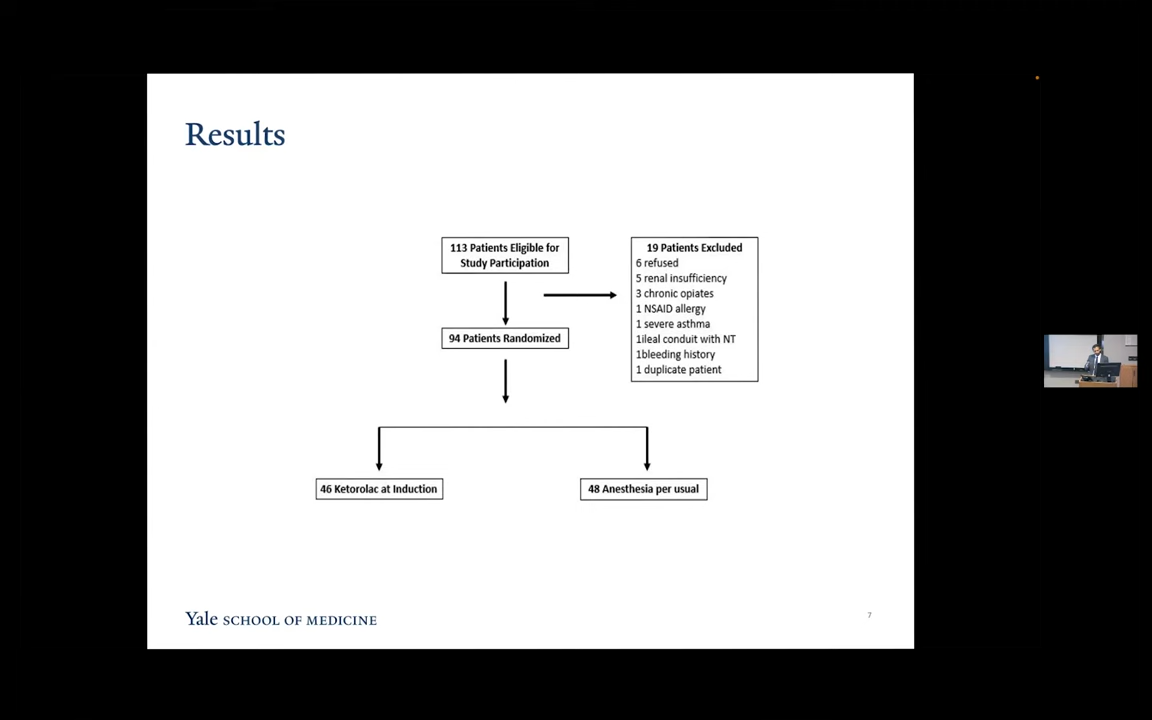 Results
113 Patients Eligible for
Study Participation
19 Patients Excluded
6 refused
5 renal insufficiency
3 chronic opiates
1 NSAID allergy
1 severe asthma
1ileal conduit with NT
1bleeding history
1 duplicate patient
94 Patients Randomized
46 Ketorolac at Induction
48 Anesthesia per usual
Yale SCHOOL OF MEDICINE
7